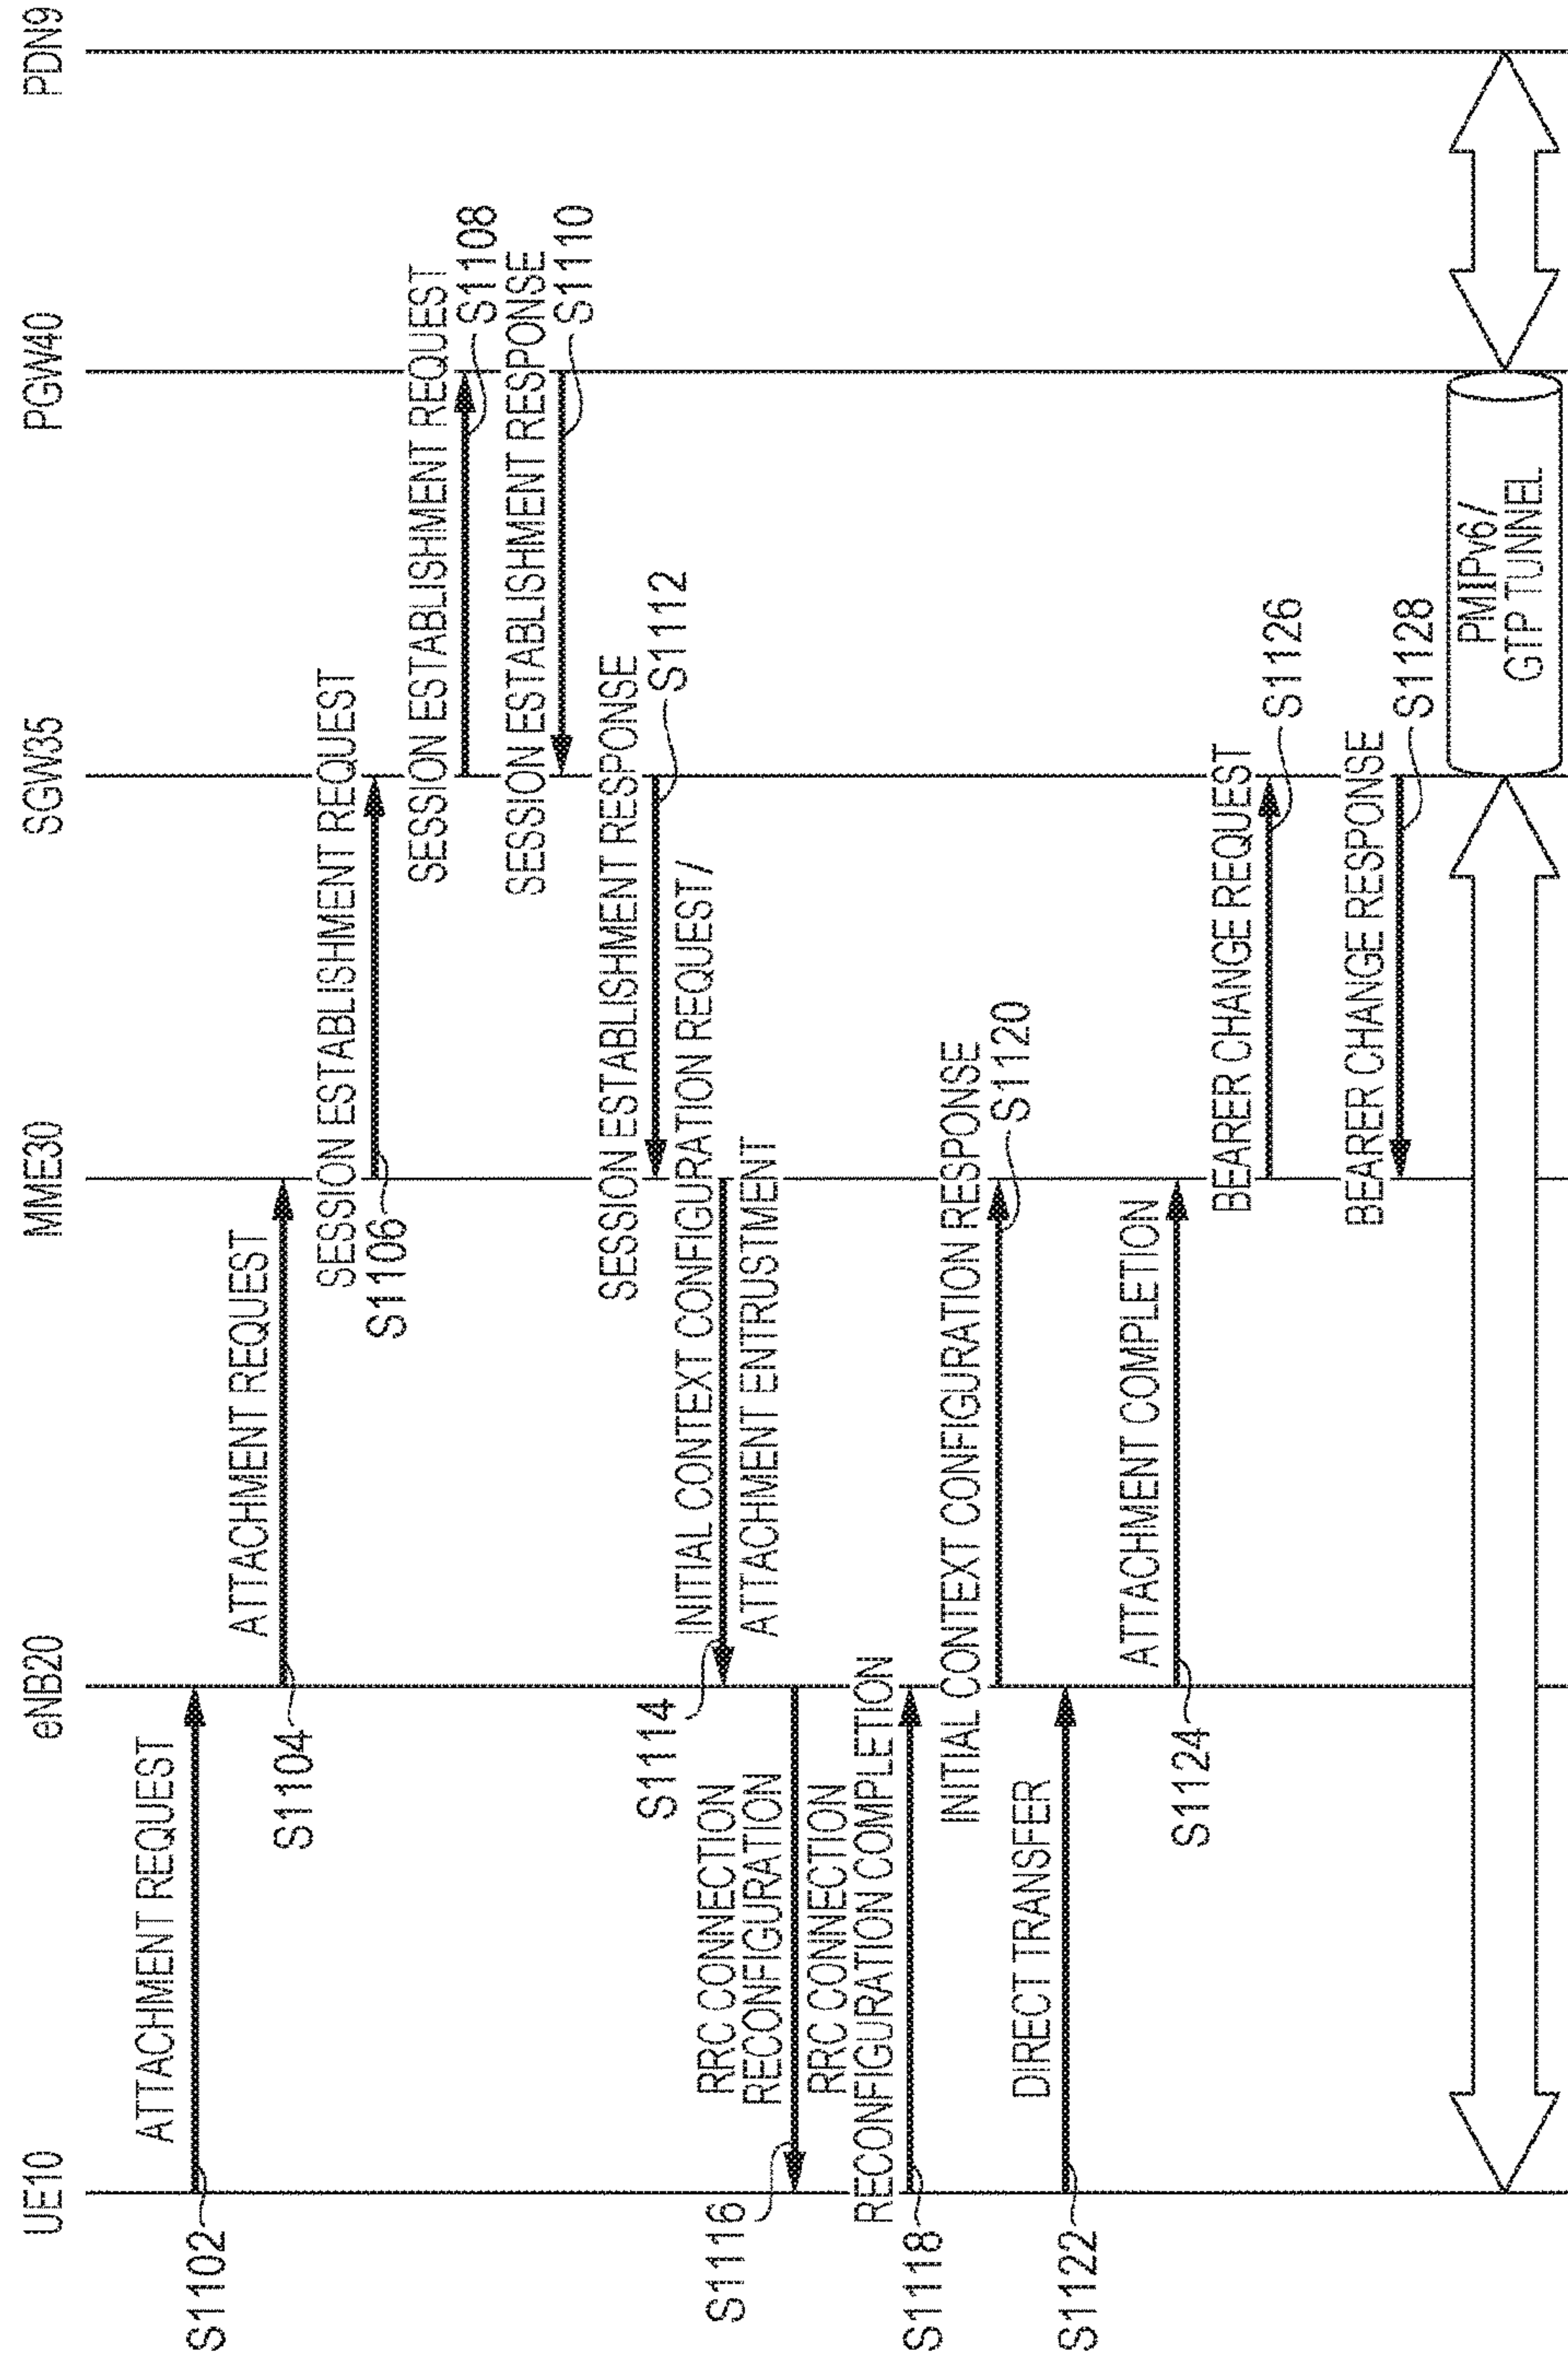 UE10
eNB20
MME30
SGW35
PGW40
PDN9
ATTACHMENT REQUEST
S1102
ATTACHMENT REQUEST
S1104
SESSION ESTABLISHMENT REQUEST
S1106
SESSION ESTABLISHMENT REQUEST
S1108
SESSION ESTABLISHMENT RESPONSE
S1110
SESSION ESTABLISHMENT RESPONSE
S1112
INITIAL CONTEXT CONFIGURATION REQUEST/
ATTACHMENT ENTRUSTMENT
S1114
RRC CONNECTION
RECONFIGURATION
S1116
RRC CONNECTION
RECONFIGURATION COMPLETION
S1118
INITIAL CONTEXT CONFIGURATION RESPONSE
S1120
DIRECT TRANSFER
S1122
ATTACHMENT COMPLETION
S1124
BEARER CHANGE REQUEST
S1126
BEARER CHANGE RESPONSE
S1128
PMIPv6/
GTP TUNNEL